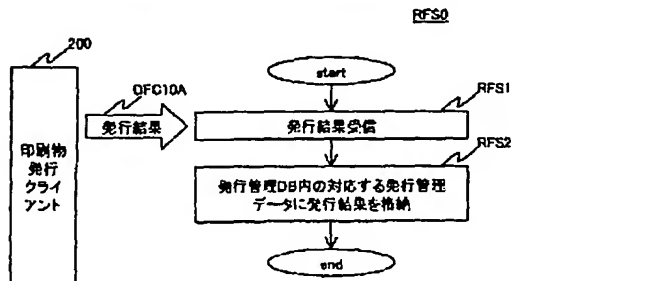 RFS0
200
OFC10A
start
RFS1
発行結果
発行結果受信
印刷物
発行
クライ
アント
RFS2
発行管理DB内の対応する発行管理
データに発行結果を格納
end